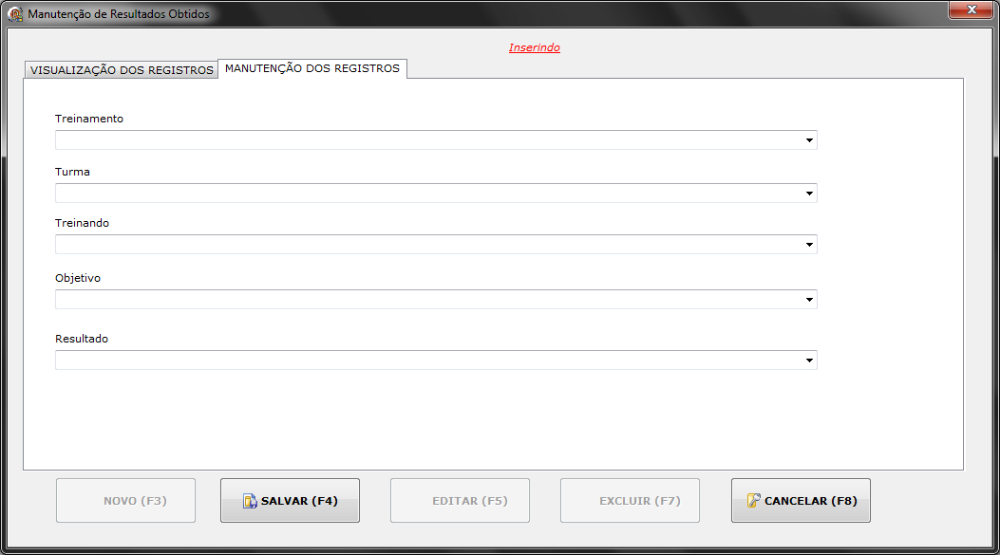 Manutenção de Resultados Obtidos
Inserindo
VISUALIZAÇÃO DOS REGISTROS MANUTENÇÃO DOS REGISTROS
Treinamento
Turma
Treinando
Objetivo
Resultado
NOVO (F3) SALVAR (F4) EDITAR (F5) EXCLUIR (F7) CANCELAR (F8)